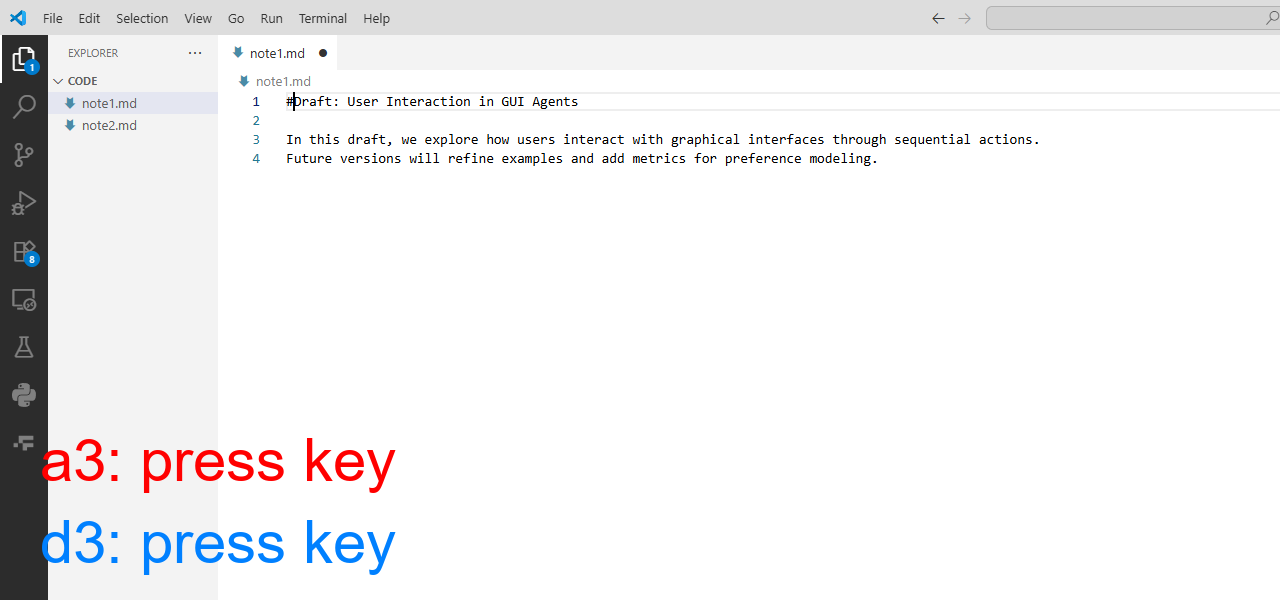 File Edit Selection View Go Run Terminal Help
EXPLORER ···
CODE
note1.md
note2.md
1
8
note1.md ●
note1.md
1 #Draft: User Interaction in GUI Agents
2
3 In this draft, we explore how users interact with graphical interfaces through sequential actions.
4 Future versions will refine examples and add metrics for preference modeling.
a3: press key
d3: press key